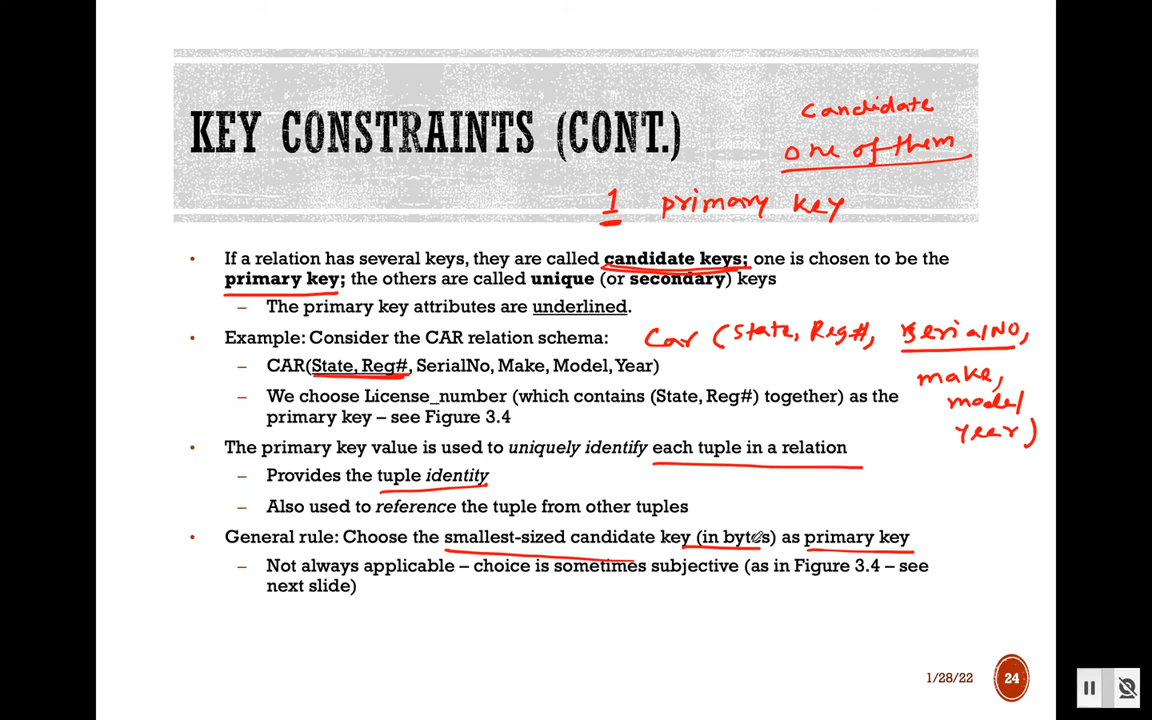 candidate
KEY CONSTRAINTS (CONT.)
one of them
1 primary key
• If a relation has several keys, they are called candidate keys; one is chosen to be the
primary key; the others are called unique (or secondary) keys
– The primary key attributes are underlined.
• Example: Consider the CAR relation schema:
Car (State, Reg#, SerialNO,
– CAR(State, Reg#, SerialNo, Make, Model, Year)
make,
– We choose License_number (which contains (State, Reg#) together) as the
model
primary key – see Figure 3.4
year)
• The primary key value is used to uniquely identify each tuple in a relation
– Provides the tuple identity
– Also used to reference the tuple from other tuples
• General rule: Choose the smallest-sized candidate key (in bytes) as primary key
– Not always applicable – choice is sometimes subjective (as in Figure 3.4 – see
next slide)
1/28/22
24